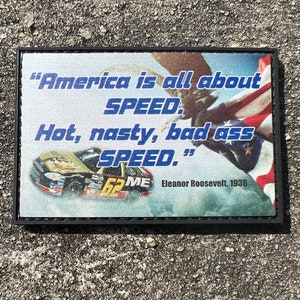 “America is all about
SPEED.
Hot, nasty, bad ass
SPEED.”
Eleanor Roosevelt, 1936
62 ME